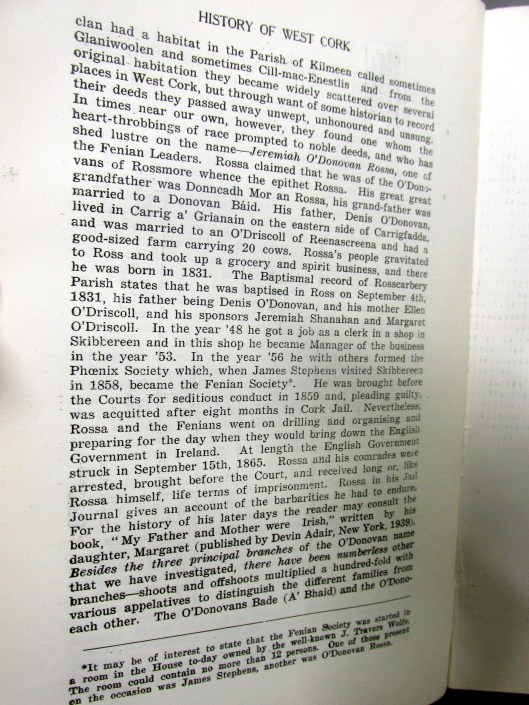 HISTORY OF WEST CORK
clan had a habitat in the Parish of Kilmeen called sometimes
Glaniwoolen and sometimes Cill-mac-Enestlis and from the
original habitation they became widely scattered over several
places in West Cork, but through want of some historian to record
their deeds they passed away unwept, unhonoured and unsung.
In times near our own, however, they found one whom the
heart-throbbings of race prompted to noble deeds, and who has
shed lustre on the name—Jeremiah O'Donovan Rossa, one of
the Fenian Leaders. Rossa claimed that he was of the O'Dono-
vans of Rossmore whence the epithet Rossa. His great great
grandfather was Donncadh Mor an Rossa, his grand-father was
married to a Donovan Báid. His father, Denis O'Donovan,
lived in Carrig a' Grianain on the eastern side of Carrigfadda,
and was married to an O'Driscoll of Reenascreena and had a
good-sized farm carrying 20 cows. Rossa's people gravitated
to Ross and took up a grocery and spirit business, and there
he was born in 1831. The Baptismal record of Rosscarbery
Parish states that he was baptised in Ross on September 4th,
1831, his father being Denis O'Donovan, and his mother Ellen
O'Driscoll, and his sponsors Jeremiah Shanahan and Margaret
O'Driscoll. In the year '48 he got a job as a clerk in a shop in
Skibbereen and in this shop he became Manager of the business
in the year '53. In the year '56 he with others formed the
Phœnix Society which, when James Stephens visited Skibbereen
in 1858, became the Fenian Society*. He was brought before
the Courts for seditious conduct in 1859 and, pleading guilty,
was acquitted after eight months in Cork Jail. Nevertheless,
Rossa and the Fenians went on drilling and organising and
preparing for the day when they would bring down the English
Government in Ireland. At length the English Government
struck in September 15th, 1865. Rossa and his comrades were
arrested, brought before the Court, and received long or, like
Rossa himself, life terms of imprisonment. Rossa in his Jail
Journal gives an account of the barbarities he had to endure.
For the history of his later days the reader may consult the
book, "My Father and Mother were Irish," written by his
daughter, Margaret (published by Devin Adair, New York, 1939).
Besides the three principal branches of the O'Donovan name
that we have investigated, there have been numberless other
branches—shoots and offshoots multiplied a hundred-fold with
various appelatives to distinguish the different families from
each other. The O'Donovans Bade (A' Bhaid) and the O'Dono-
*It may be of interest to state that the Fenian Society was started in
a room in the House to-day owned by the well-known J. Travers Wolfe.
The room could contain no more than 12 persons. One of those present
on the occasion was James Stephens, another was O'Donovan Rossa.